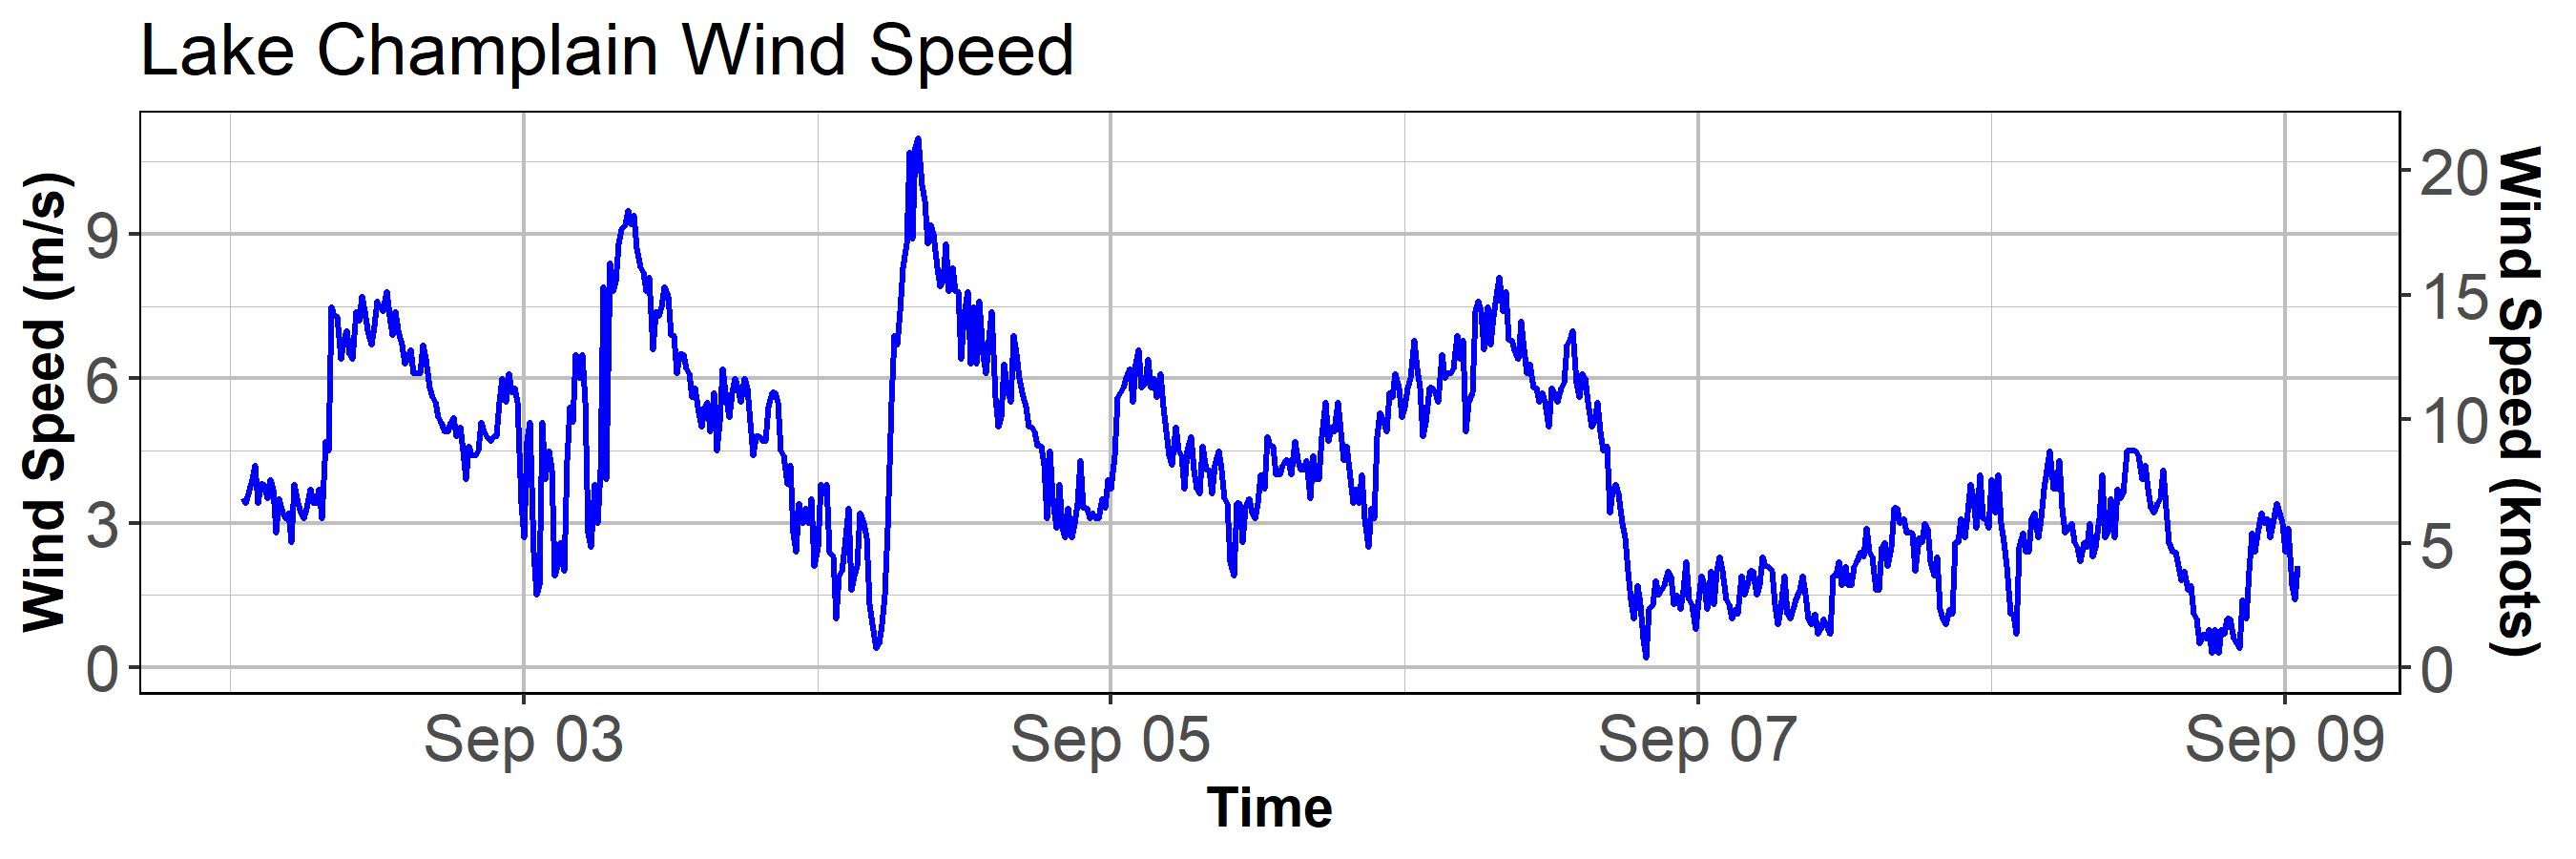 Lake Champlain Wind Speed
Wind Speed (m/s)
9
6
3
0
20
15
10
5
0
Wind Speed (knots)
Sep 03
Sep 05
Sep 07
Sep 09
Time